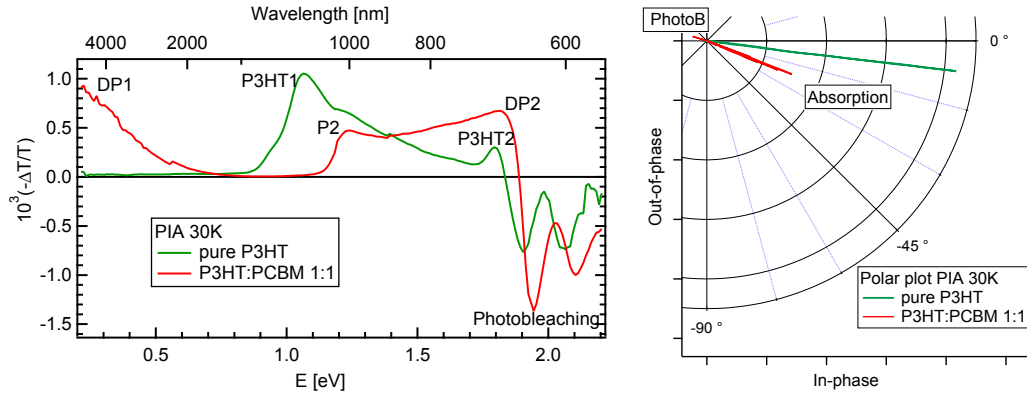 Wavelength [nm]
4000 2000 1000 800 600
DP1
P3HT1
P2
DP2
P3HT2
1.0
0.5
0.0
-0.5
-1.0
-1.5
10³(-ΔT/T)
PIA 30K
pure P3HT
P3HT:PCBM 1:1
Photobleaching
0.5 1.0 1.5 2.0
E [eV]
PhotoB
0 °
Absorption
Out-of-phase
-45 °
Polar plot PIA 30K
pure P3HT
P3HT:PCBM 1:1
-90 °
In-phase